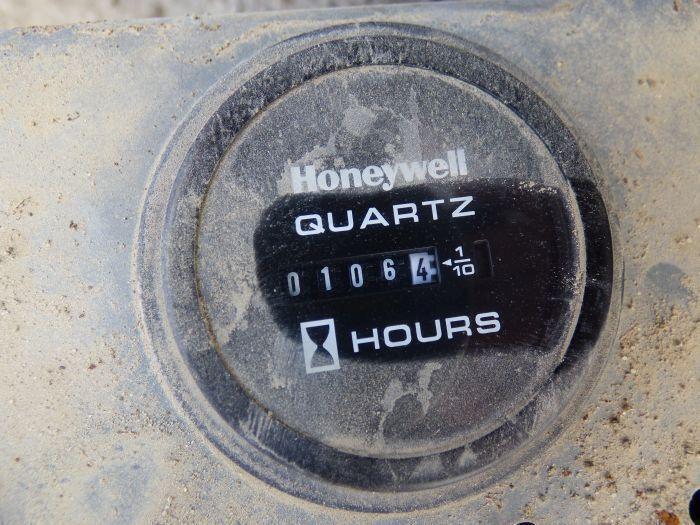 Honeywell
QUARTZ
01064 ◄ 1/10
HOURS